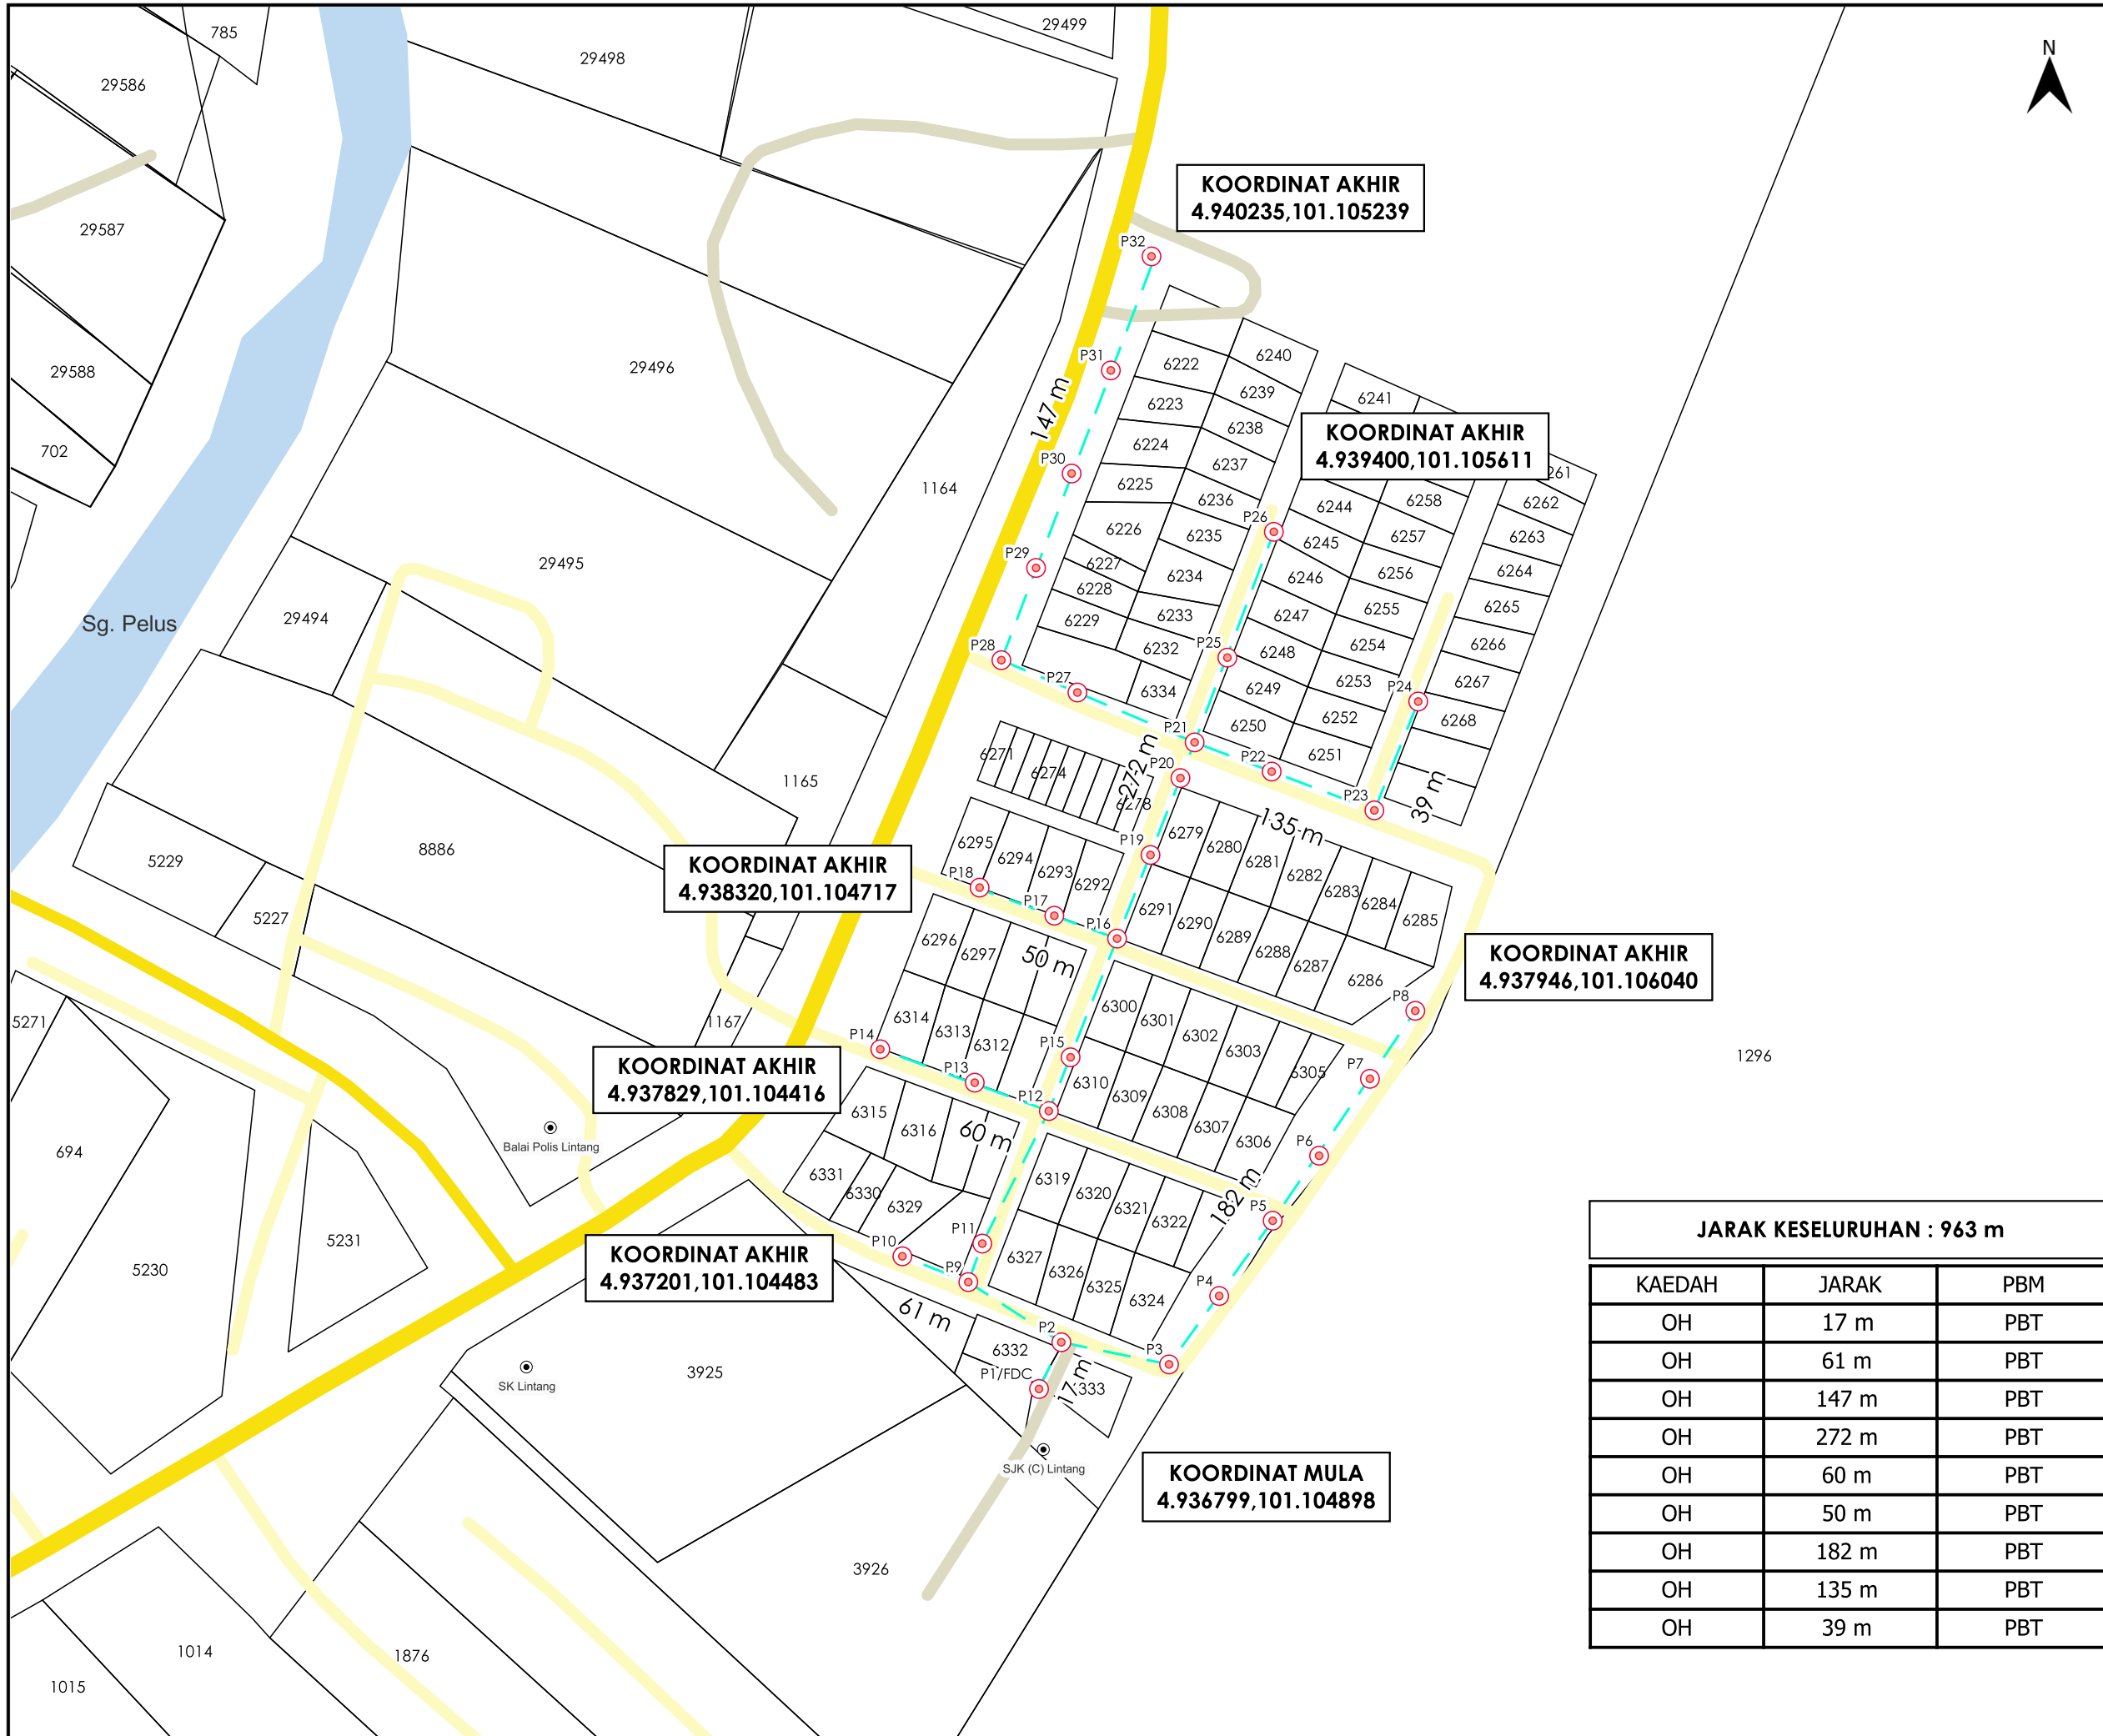 785
29499
29498
29586
N
KOORDINAT AKHIR
4.940235,101.105239
29587
P32
6240
P31
6222
29496
29588
6239
6241
6223
147 m
6238
KOORDINAT AKHIR
4.939400,101.105611
702
6224
P30
6237
261
1164
6225
6236
6244
6258
6262
P26
6226
6235
6245
6257
6263
P29
29495
6227
6234
6246
6256
6264
6228
6255
6265
Sg. Pelus
29494
6229
6233
6247
P28
6232
P25
6248
6254
6266
P27
6334
6249
6253
P24
6267
6250
6252
6268
P21
6251
6271
272 m
P22
6274
P20
1165
6278
P23
39 m
135 m
6279
6295
P19
6280
8886
5229
6294
6281
KOORDINAT AKHIR
4.938320,101.104717
6293
6282
P18
6292
6283
6284
5227
P17
6291
6285
P16
6290
6296
6289
6297
6288
KOORDINAT AKHIR
4.937946,101.106040
50 m
6287
6286
P8
6300
5271
1167
6314
6301
P14
6313
6302
6312
P15
6303
1296
KOORDINAT AKHIR
4.937829,101.104416
P7
P13
6310
6305
P12
6309
6315
6308
6316
60 m
6307
Balai Polis Lintang
6306
P6
694
6331
6319
6330
6320
182 m
6329
6321
P5
6322
5231
P11
KOORDINAT AKHIR
4.937201,101.104483
P10
6327
JARAK KESELURUHAN : 963 m
5230
P9
6326
6325
P4
KAEDAH JARAK PBM
61 m
6324
OH 17 m PBT
P2
6332
P3
OH 61 m PBT
3925
P1/FDC
17 m
333
SK Lintang
OH 147 m PBT
OH 272 m PBT
SJK (C) Lintang
KOORDINAT MULA
4.936799,101.104898
OH 60 m PBT
OH 50 m PBT
3926
OH 182 m PBT
OH 135 m PBT
OH 39 m PBT
1014
1876
1015